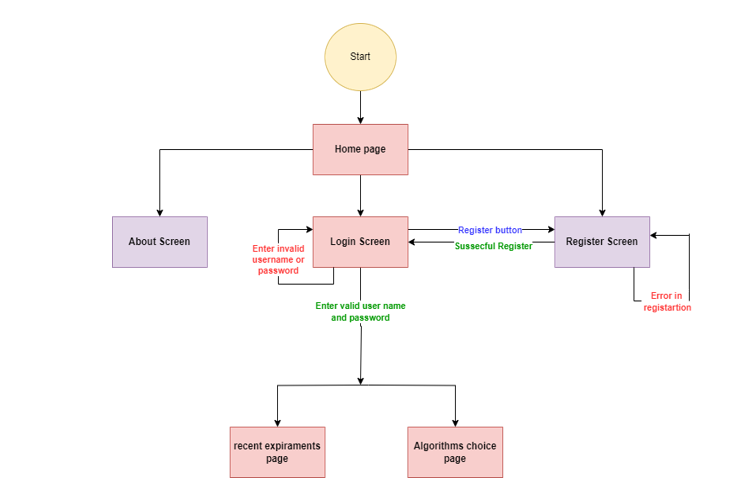 Start
Home page
About Screen
Login Screen
Register button
Sussecful Register
Register Screen
Enter invalid
username or
password
Error in
registartion
Enter valid user name
and password
recent expiraments
page
Algorithms choice
page